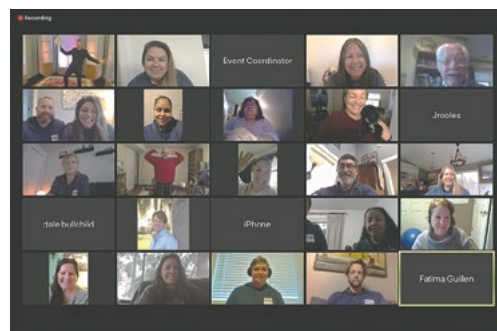 Recording
Event Coordinator
Jrobles
dale bullchild
iPhone
Fatima Guillen